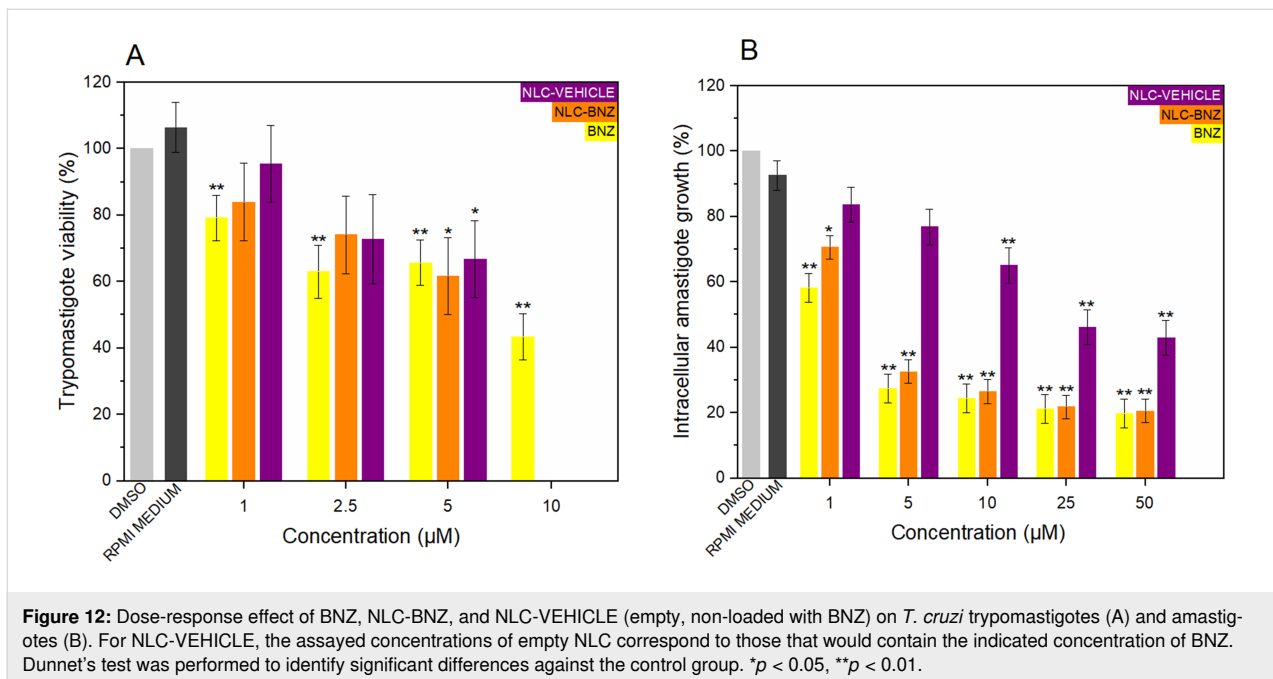 A
NLC-VEHICLE
NLC-BNZ
BNZ
Trypomastigote viability (%)
120
100
80
60
40
20
0
**
**
**
*
*
**
DMSO
RPMI MEDIUM
1
2.5
5
10
Concentration (µM)
B
NLC-VEHICLE
NLC-BNZ
BNZ
Intracellular amastigote growth (%)
120
100
80
60
40
20
0
**
*
**
**
**
**
**
**
**
**
**
**
**
DMSO
RPMI MEDIUM
1
5
10
25
50
Concentration (µM)
Figure 12: Dose-response effect of BNZ, NLC-BNZ, and NLC-VEHICLE (empty, non-loaded with BNZ) on T. cruzi trypomastigotes (A) and amastig-
otes (B). For NLC-VEHICLE, the assayed concentrations of empty NLC correspond to those that would contain the indicated concentration of BNZ.
Dunnet's test was performed to identify significant differences against the control group. *p < 0.05, **p < 0.01.